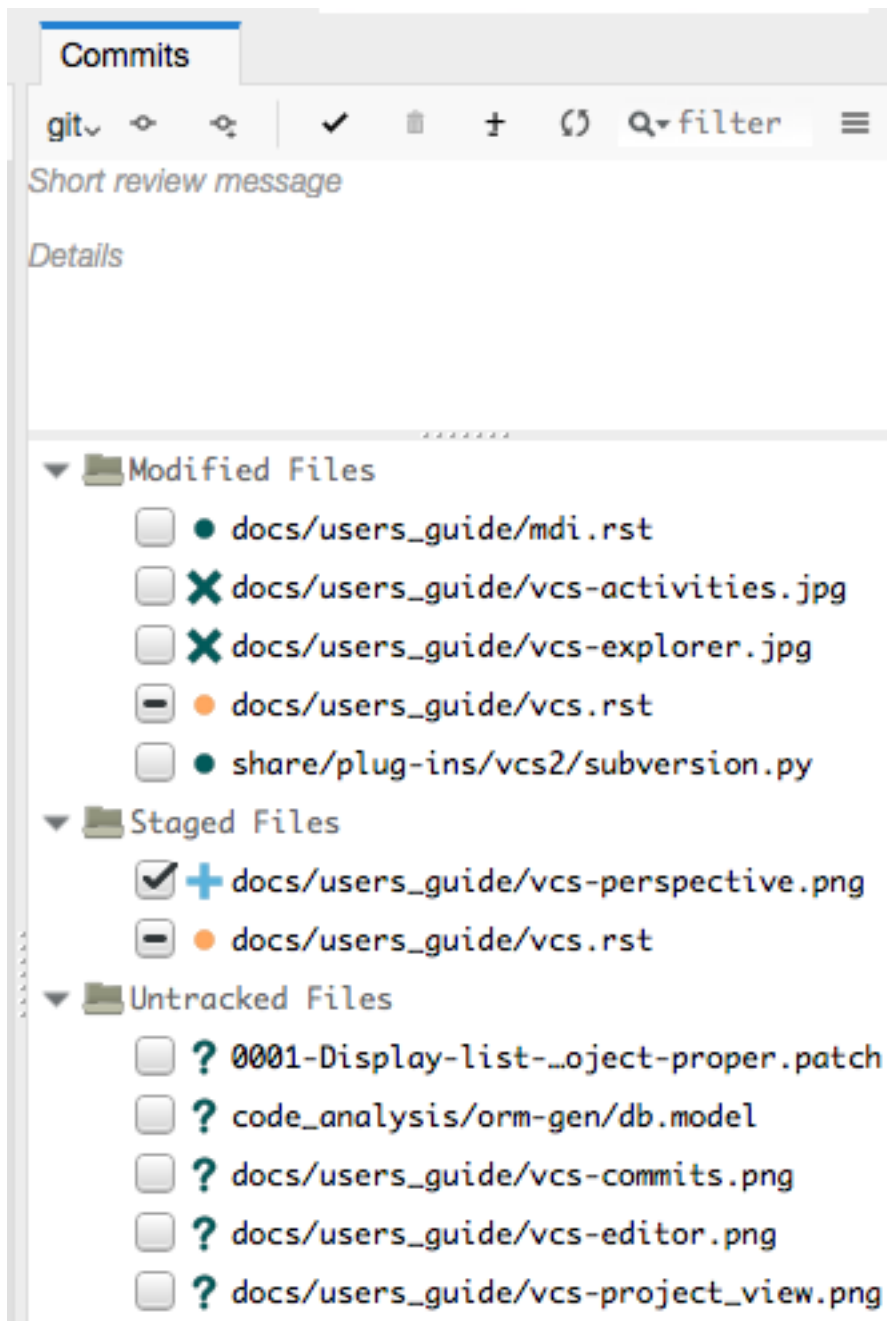 Commits
git filter
Short review message
Details
Modified Files
docs/users_guide/mdi.rst
docs/users_guide/vcs-activities.jpg
docs/users_guide/vcs-explorer.jpg
docs/users_guide/vcs.rst
share/plug-ins/vcs2/subversion.py
Staged Files
docs/users_guide/vcs-perspective.png
docs/users_guide/vcs.rst
Untracked Files
? 0001-Display-list-…oject-proper.patch
? code_analysis/orm-gen/db.model
? docs/users_guide/vcs-commits.png
? docs/users_guide/vcs-editor.png
? docs/users_guide/vcs-project_view.png